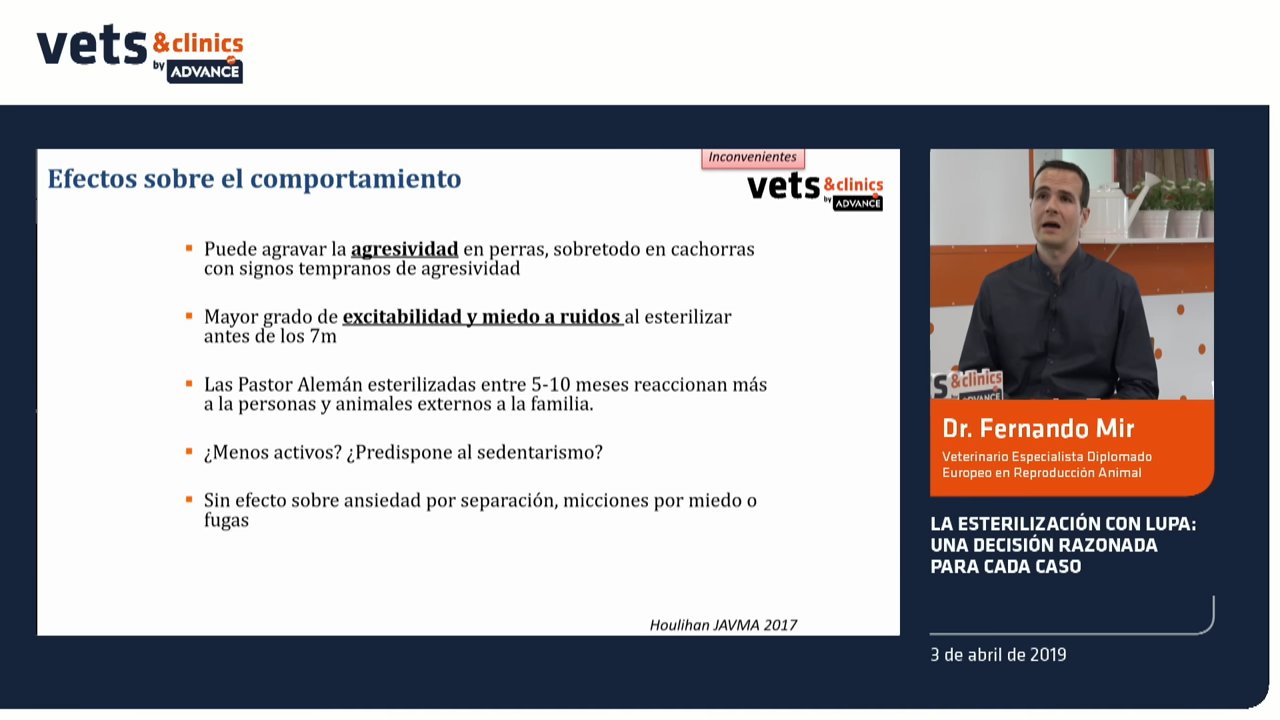 vets &clinics
by ADVANCE
Inconvenientes
Efectos sobre el comportamiento
vets &clinics
by ADVANCE
Puede agravar la agresividad en perras, sobretodo en cachorras
con signos tempranos de agresividad
Mayor grado de excitabilidad y miedo a ruidos al esterilizar
antes de los 7m
Las Pastor Alemán esterilizadas entre 5-10 meses reaccionan más
a la personas y animales externos a la familia.
¿Menos activos? ¿Predispone al sedentarismo?
Sin efecto sobre ansiedad por separación, micciones por miedo o
fugas
Houlihan JAVMA 2017
s &clinics
by ADVANCE
Dr. Fernando Mir
Veterinario Especialista Diplomado
Europeo en Reproducción Animal
LA ESTERILIZACIÓN CON LUPA:
UNA DECISIÓN RAZONADA
PARA CADA CASO
3 de abril de 2019